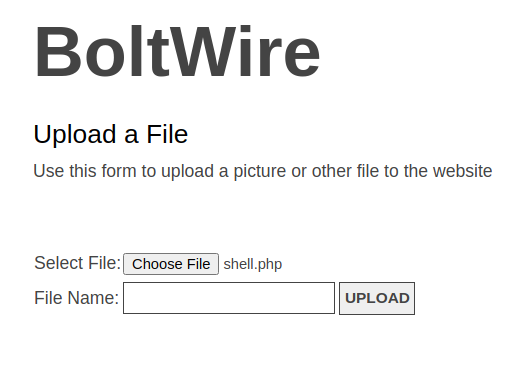 BoltWire
Upload a File
Use this form to upload a picture or other file to the website
Select File: Choose File shell.php
File Name: UPLOAD